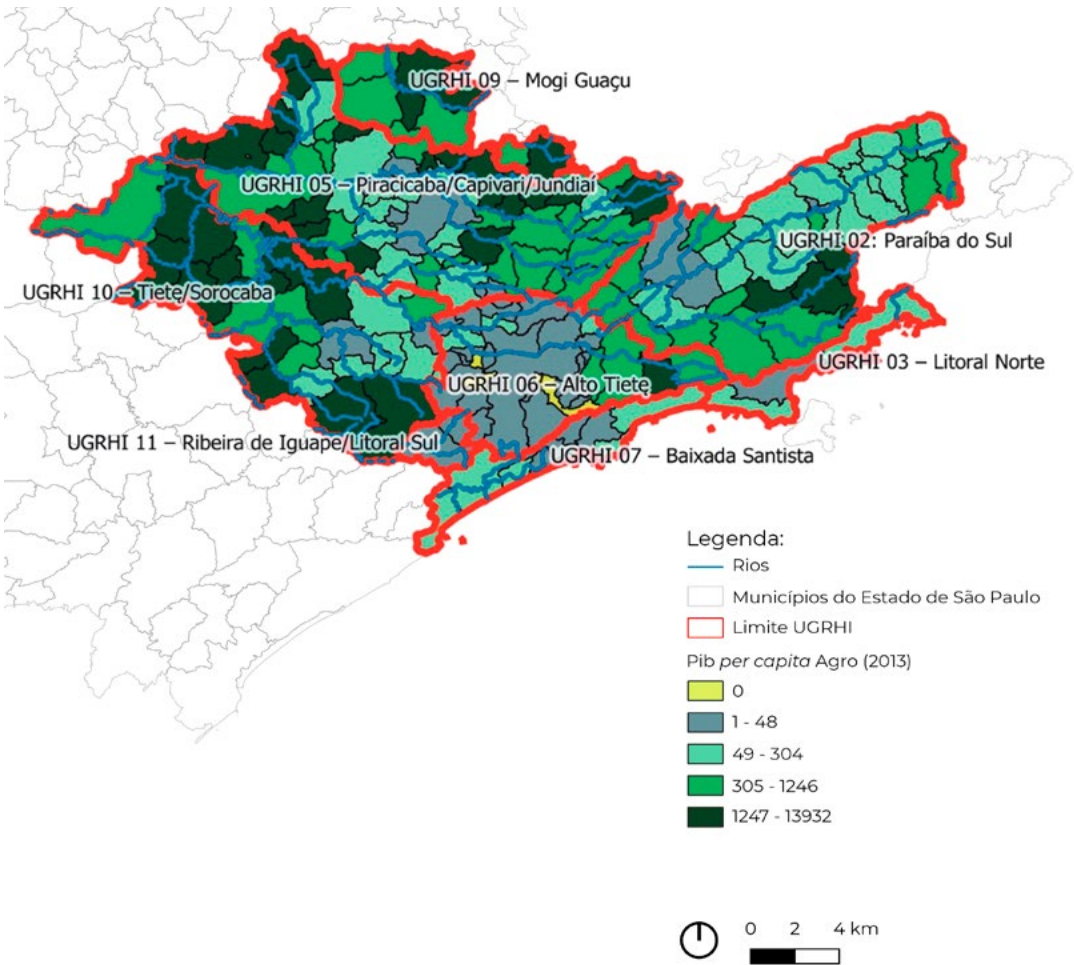 UGRHI 09 – Mogi Guaçu
UGRHI 05 – Piracicaba/Capivari/Jundiaí
UGRHI 02: Paraíba do Sul
UGRHI 10 – Tietę/Sorocaba
UGRHI 03 – Litoral Norte
UGRHI 06 – Alto Tietę
UGRHI 11 – Ribeira de Iguape/Litoral Sul
UGRHI 07 – Baixada Santista
Legenda:
Rios
Municípios do Estado de São Paulo
Limite UGRHI
Pib per capita Agro (2013)
0
1 - 48
49 - 304
305 - 1246
1247 - 13932
0 2 4 km